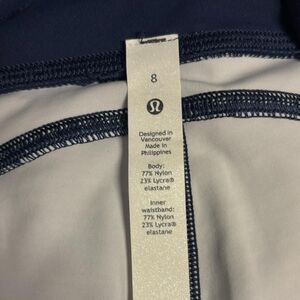 8
Designed in
Vancouver
Made in
Philippines
Body:
77% Nylon
23% Lycra®
elastane
Inner
waistband:
77% Nylon
23% Lycra®
elastane